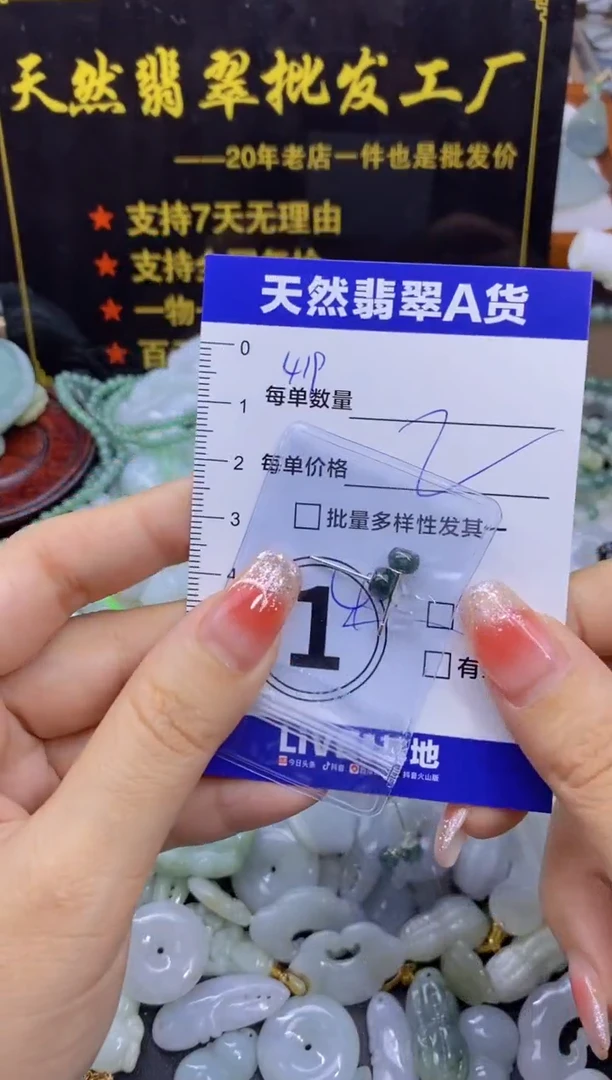 天然翡翠批发工厂
——20年老店一件也是批发价
支持7天无理由
支持
一物一
百
天然翡翠A货
0
每单数量
1
2
每单价格
批量多样性发其一
3
4
1
有
LIVE 地
今日头条 抖音 抖音火山版